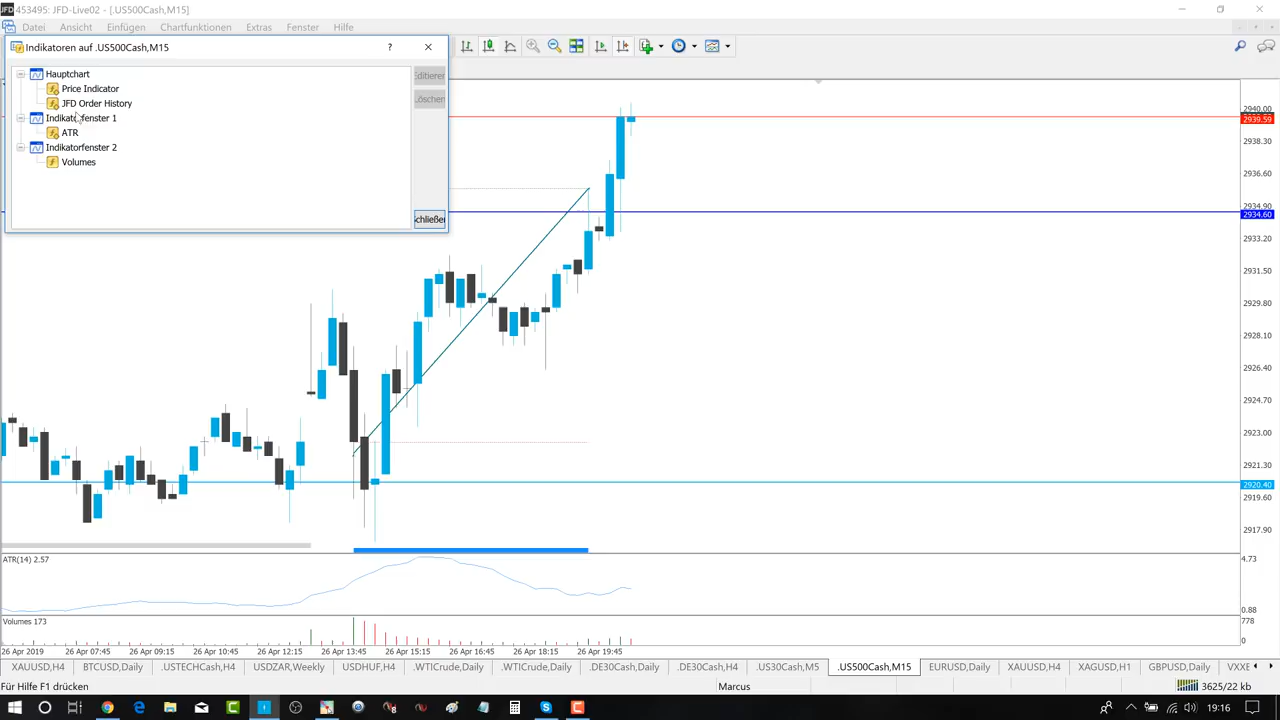 JFD 453495: JFD-Live02 - [.US500Cash,M15]
Datei Ansicht Einfügen Chartfunktionen Extras Fenster Hilfe
Indikatoren auf .US500Cash,M15 ?
Hauptchart
Price Indicator
JFD Order History
Indikatorfenster 1
ATR
Indikatorfenster 2
Volumes
Editieren
Löschen
Schließen
2940.00
2939.59
2938.30
2936.60
2934.90
2934.60
2933.20
2931.50
2929.80
2928.10
2926.40
2924.70
2923.00
2921.30
2920.40
2919.60
2917.90
ATR(14) 2.57
4.73
0.88
Volumes 173
778
0
26 Apr 2019 26 Apr 07:45 26 Apr 09:15 26 Apr 10:45 26 Apr 12:15 26 Apr 13:45 26 Apr 15:15 26 Apr 16:45 26 Apr 18:15 26 Apr 19:45
XAUUSD,H4 BTCUSD,Daily .USTECHCash,H4 USDZAR,Weekly USDHUF,H4 .WTICrude,Daily .WTICrude,Daily .DE30Cash,Daily .DE30Cash,H4 .US30Cash,M5 .US500Cash,M15 EURUSD,Daily XAUUSD,H4 XAGUSD,H1 GBPUSD,Daily VXXE
Für Hilfe F1 drücken Marcus 3625/22 kb
19:16